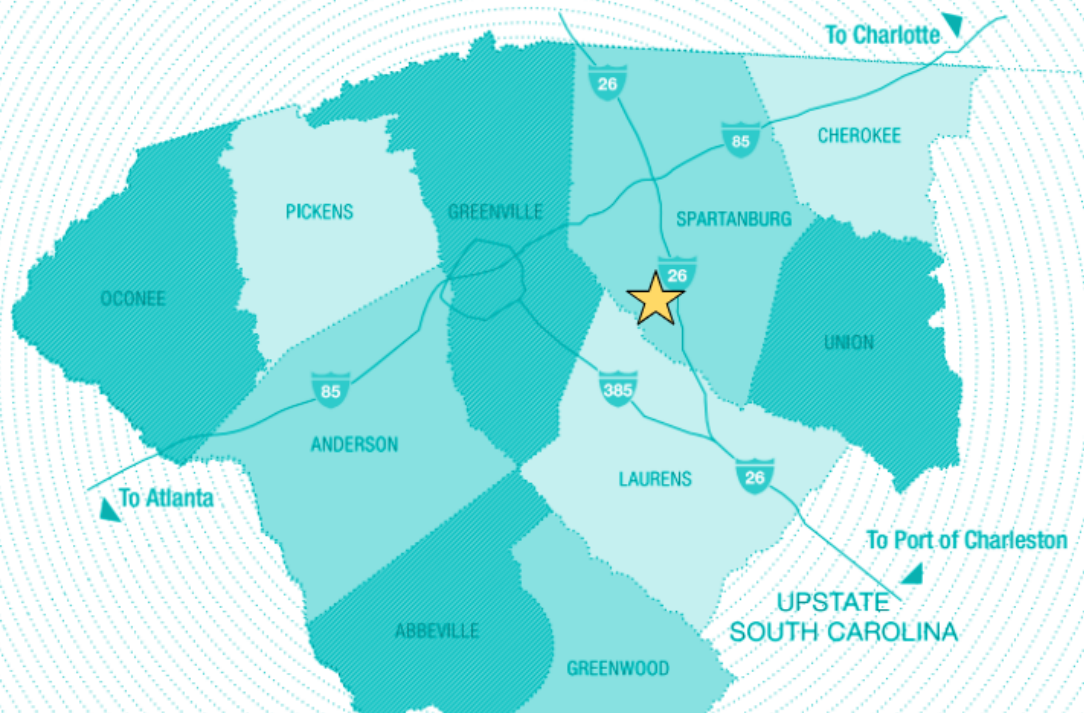 To Charlotte
26
85
CHEROKEE
PICKENS
GREENVILLE
SPARTANBURG
26
OCONEE
UNION
85
385
ANDERSON
LAURENS
26
To Atlanta
To Port of Charleston
UPSTATE
SOUTH CAROLINA
ABBEVILLE
GREENWOOD